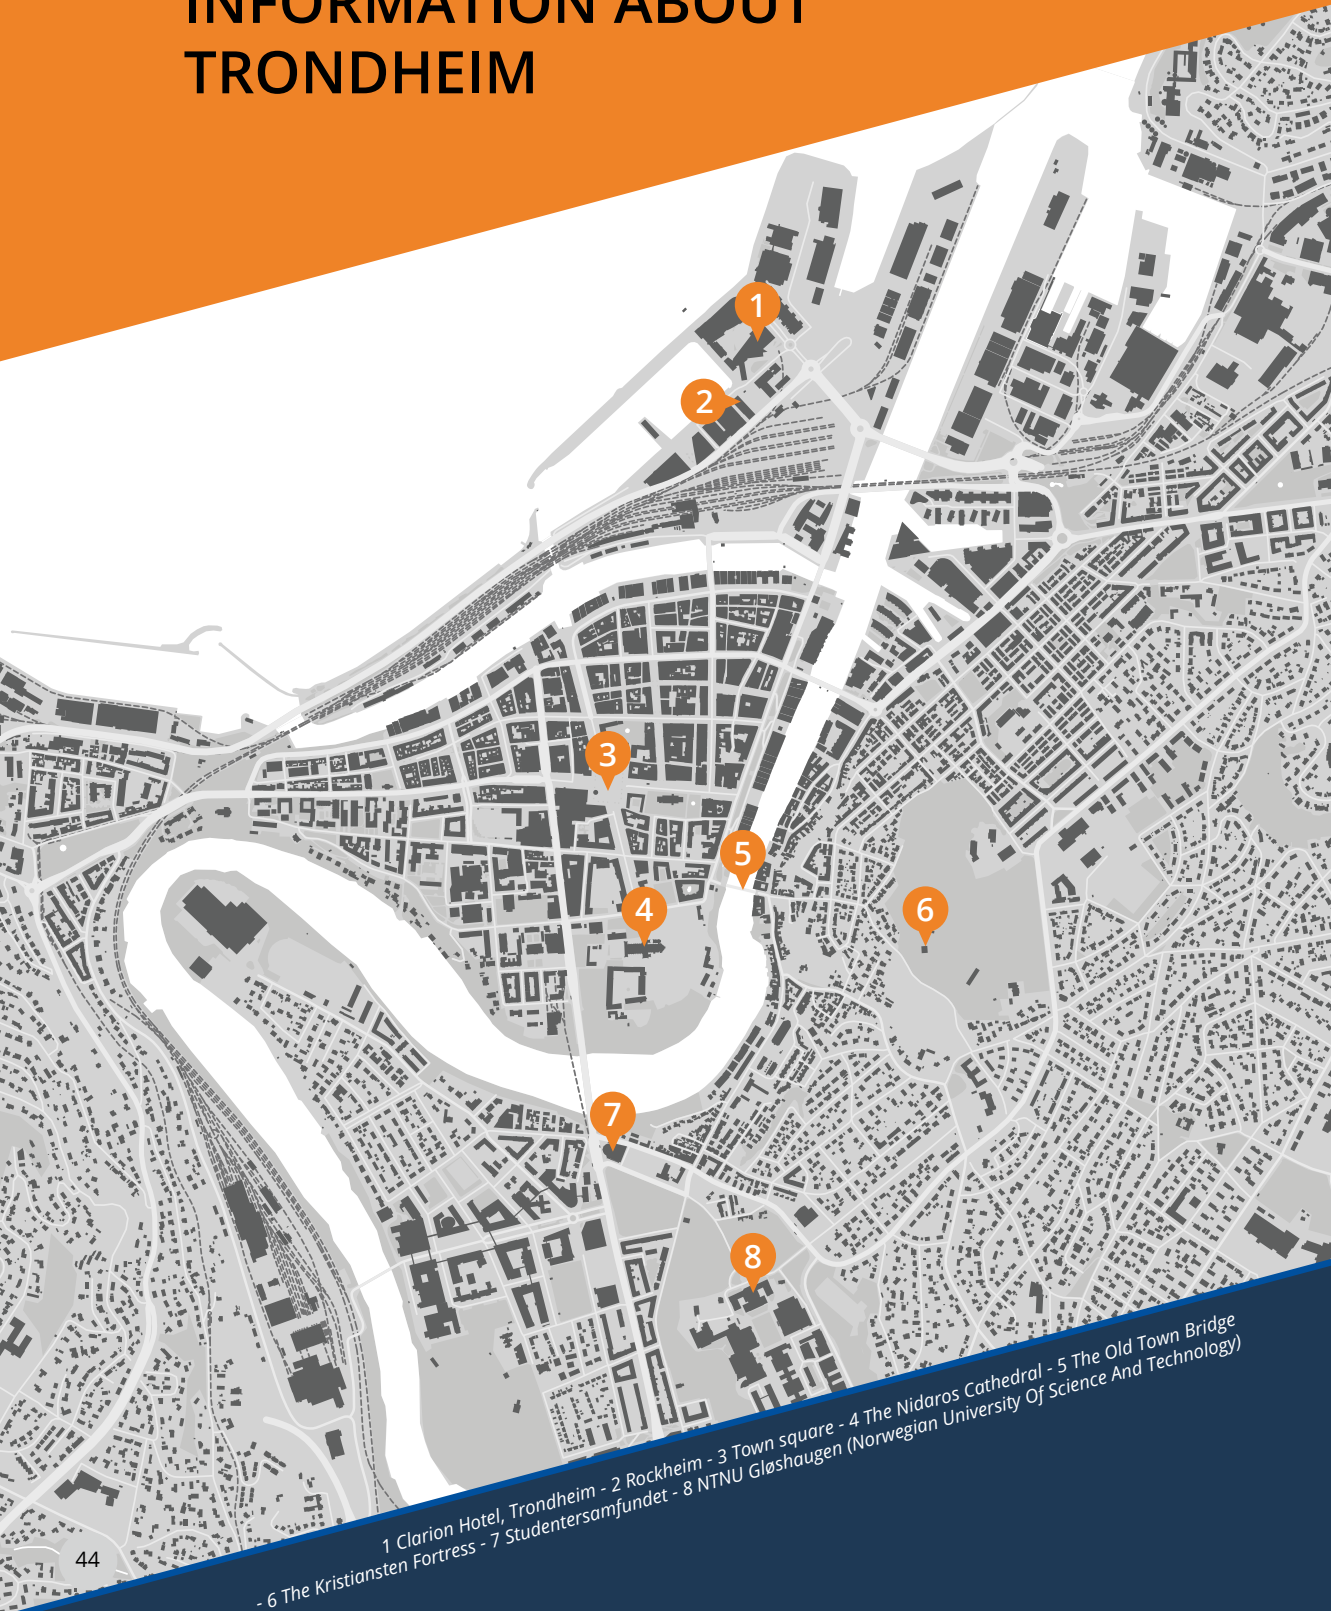 INFORMATION ABOUT
TRONDHEIM
1
2
3
5
4
6
7
8
1 Clarion Hotel, Trondheim - 2 Rockheim - 3 Town square - 4 The Nidaros Cathedral - 5 The Old Town Bridge
- 6 The Kristiansten Fortress - 7 Studentersamfundet - 8 NTNU Gløshaugen (Norwegian University Of Science And Technology)
44